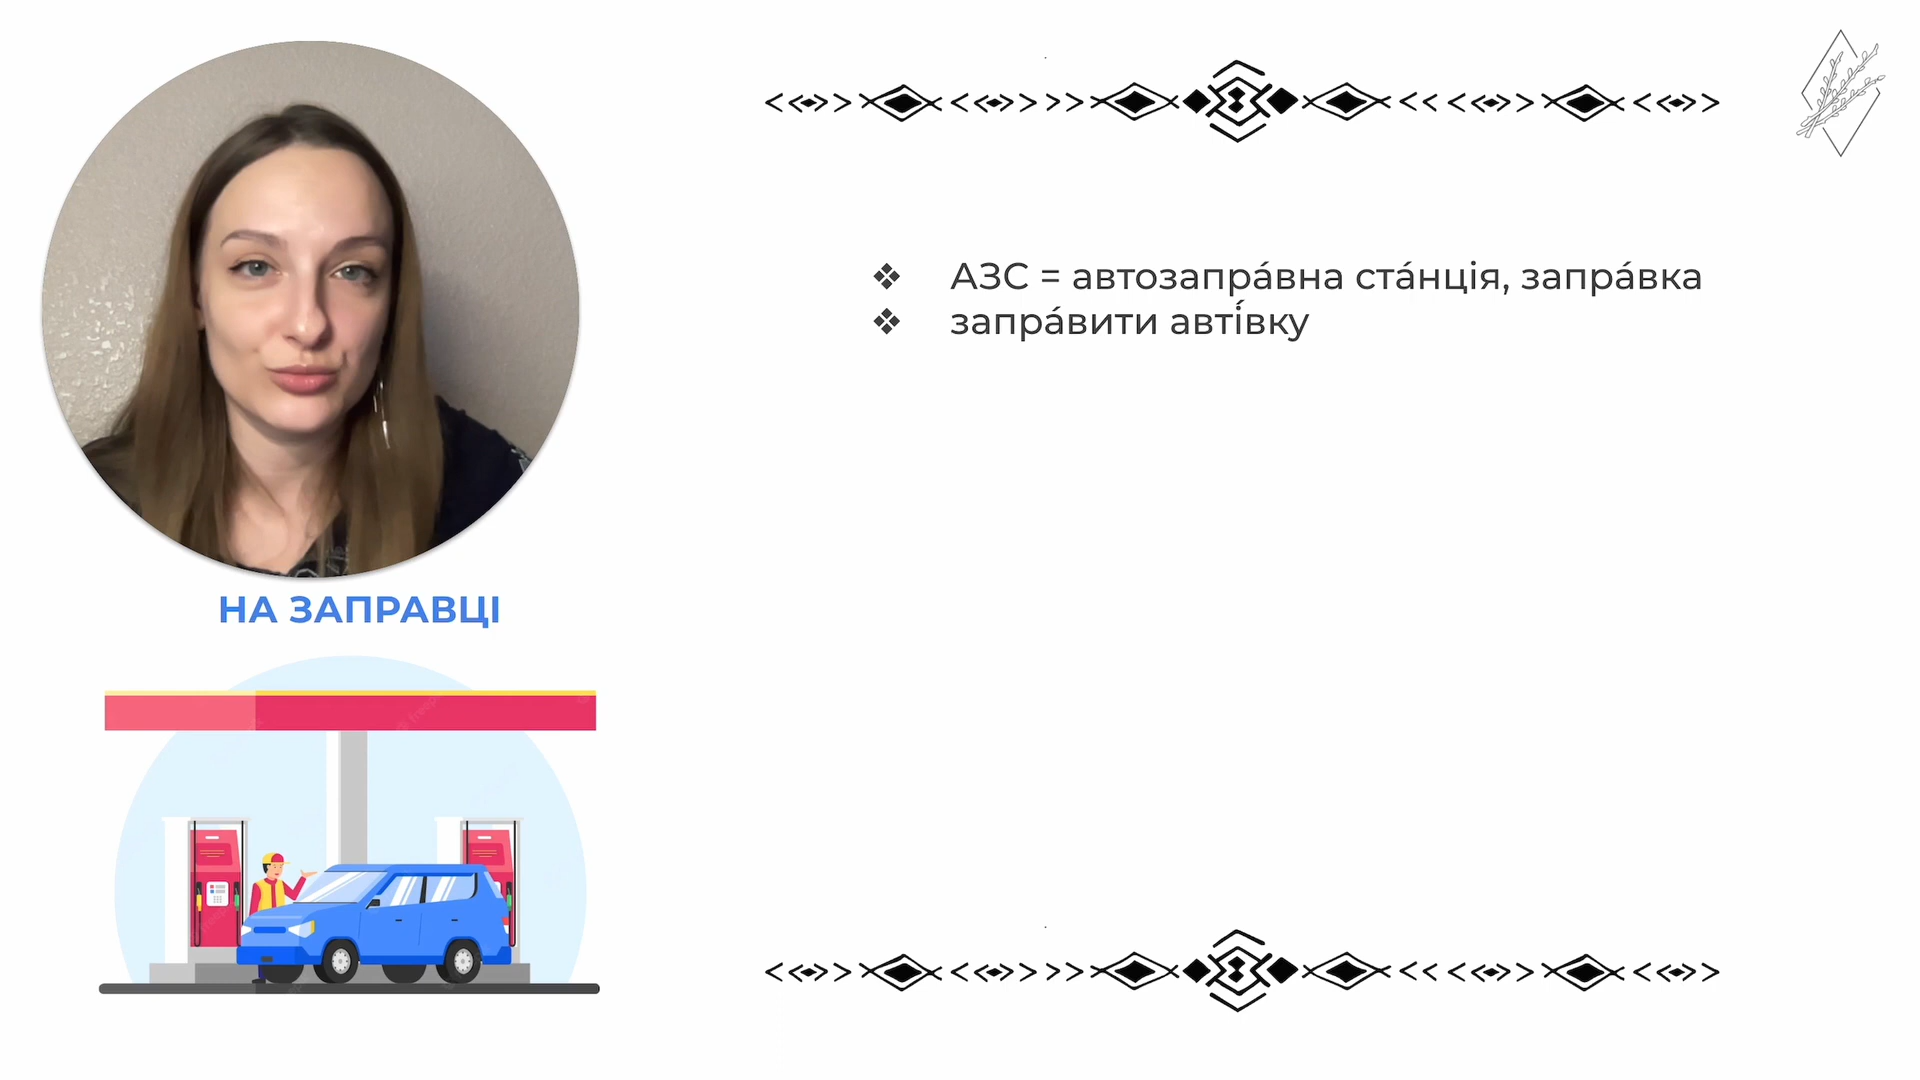 НА ЗАПРАВЦІ
❖ АЗС = автозапра́вна ста́нція, запра́вка
❖ запра́вити авті́вку